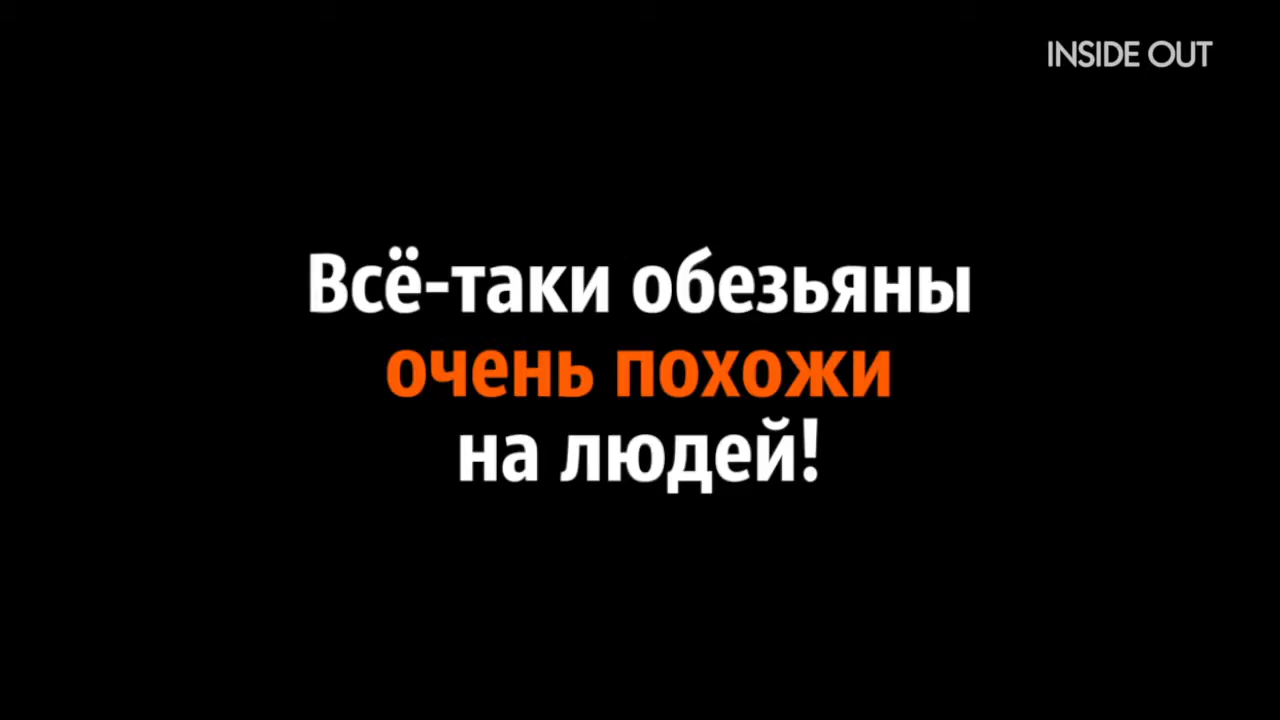 INSIDE OUT
Всё-таки обезьяны
очень похожи
на людей!